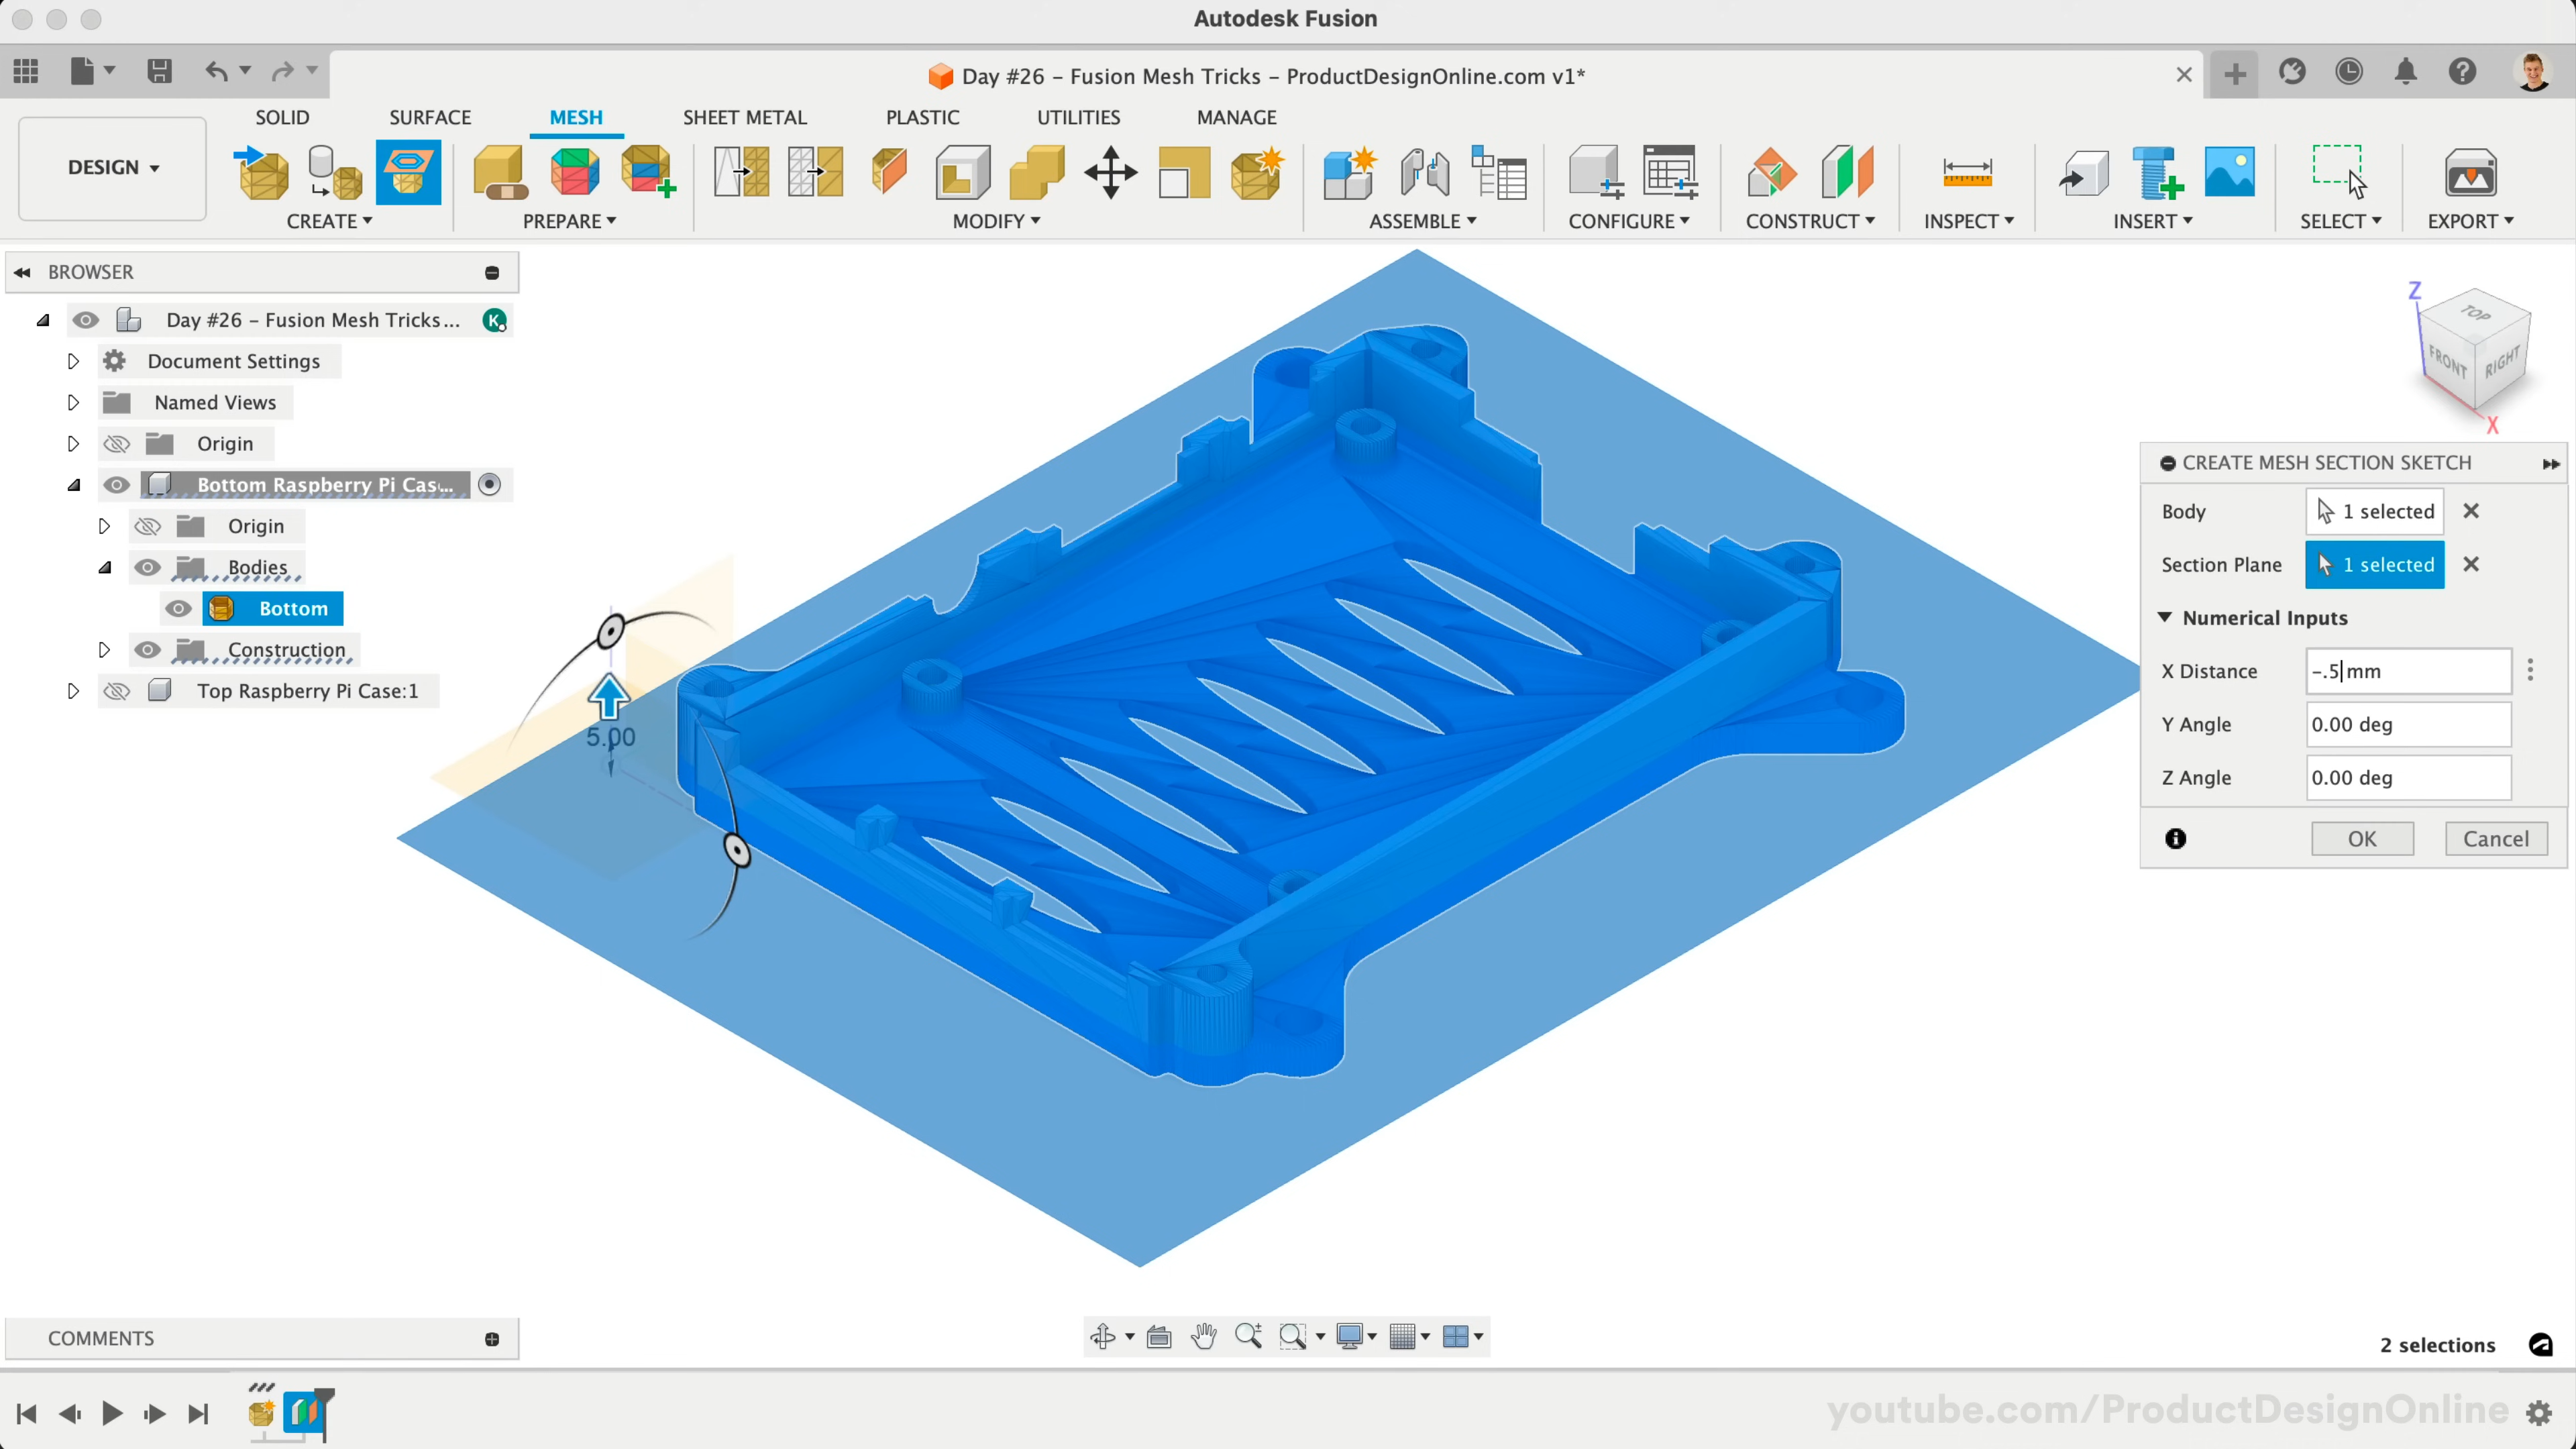 Autodesk Fusion
Day #26 – Fusion Mesh Tricks – ProductDesignOnline.com v1*
SOLID SURFACE MESH SHEET METAL PLASTIC UTILITIES MANAGE
DESIGN
CREATE PREPARE MODIFY ASSEMBLE CONFIGURE CONSTRUCT INSPECT INSERT SELECT EXPORT
BROWSER
Day #26 – Fusion Mesh Tricks... K
Document Settings
Named Views
Origin
Bottom Raspberry Pi Cas...
Origin
Bodies
Bottom
Construction
Top Raspberry Pi Case:1
5.00
Z
TOP
FRONT RIGHT
X
CREATE MESH SECTION SKETCH
Body 1 selected
Section Plane 1 selected
Numerical Inputs
X Distance -.5 mm
Y Angle 0.00 deg
Z Angle 0.00 deg
OK Cancel
COMMENTS
2 selections
youtube.com/ProductDesignOnline